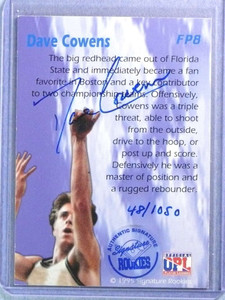 Dave Cowens
FP8
The big redhead came out of Florida
State and immediately became a fan
favorite in Boston and a key contributor
to two championship teams. Offensively,
Cowens was a triple
threat, able to shoot
from the outside,
drive to the hoop, or
post up and score.
Defensively he was a
master of position and
a rugged rebounder.
Dave Cowens
48/1050
AUTHENTIC SIGNATURE
Signature
ROOKIES
© 1995 Signature Rookies
UPL